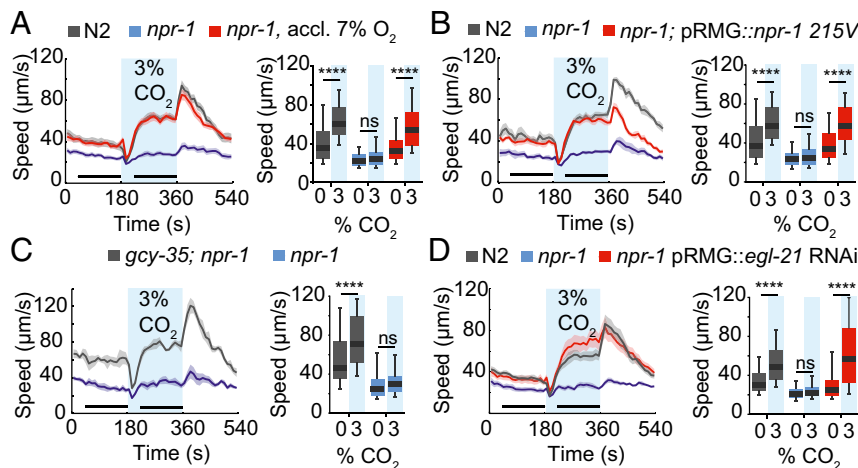 A N2 npr-1 npr-1, accl. 7% O2
Speed (µm/s)
120
80
40
0
3%
CO2
0 180 360 540
Time (s)
Speed (µm/s)
120
80
40
0
**** ns ****
0 3 0 3 0 3
% CO2
B N2 npr-1 npr-1; pRMG::npr-1 215V
Speed (µm/s)
120
80
40
0
3%
CO2
0 180 360 540
Time (s)
Speed (µm/s)
120
80
40
0
**** ns ****
0 3 0 3 0 3
% CO2
C gcy-35; npr-1 npr-1
Speed (µm/s)
120
80
40
0
3%
CO2
0 180 360 540
Time (s)
Speed (µm/s)
120
80
40
0
**** ns
0 3 0 3
% CO2
D N2 npr-1 npr-1 pRMG::egl-21 RNAi
Speed (µm/s)
120
80
40
0
3%
CO2
0 180 360 540
Time (s)
Speed (µm/s)
120
80
40
0
**** ns ****
0 3 0 3 0 3
% CO2